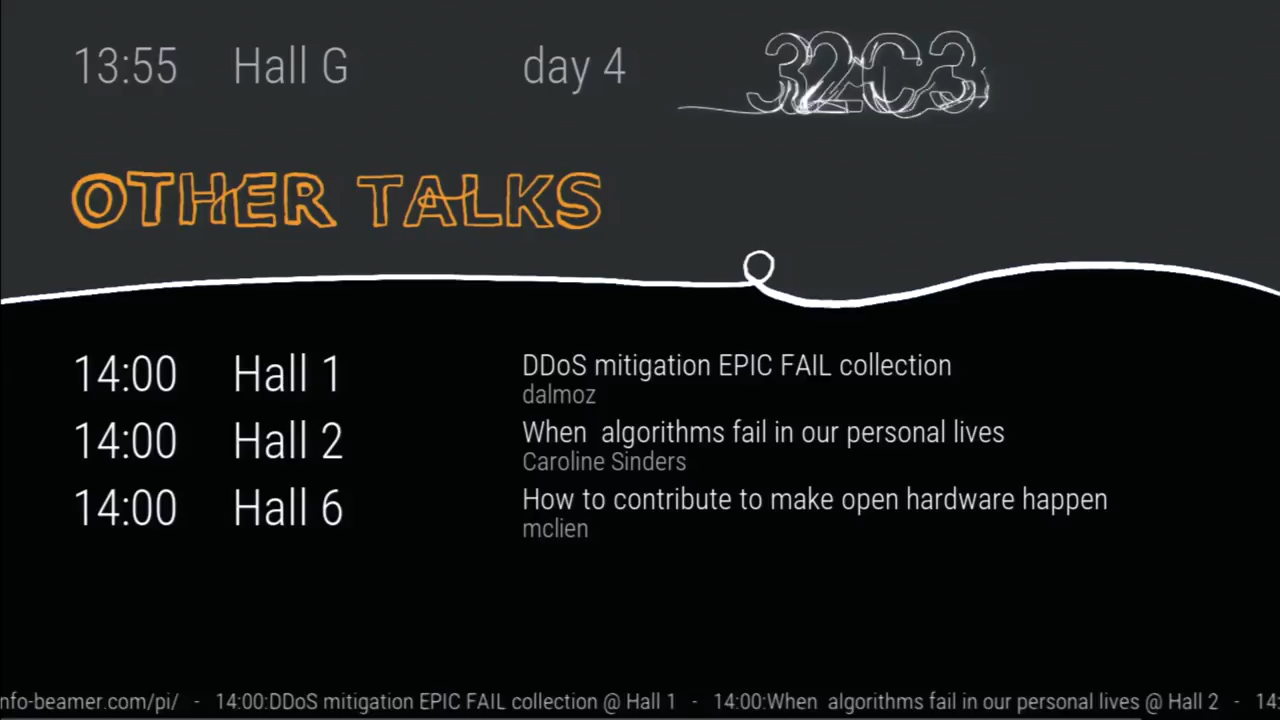 13:55 Hall G day 4 32C3
OTHER TALKS
14:00 Hall 1 DDoS mitigation EPIC FAIL collection
dalmoz
14:00 Hall 2 When  algorithms fail in our personal lives
Caroline Sinders
14:00 Hall 6 How to contribute to make open hardware happen
mclien
nfo-beamer.com/pi/ - 14:00:DDoS mitigation EPIC FAIL collection @ Hall 1 - 14:00:When  algorithms fail in our personal lives @ Hall 2 - 14: